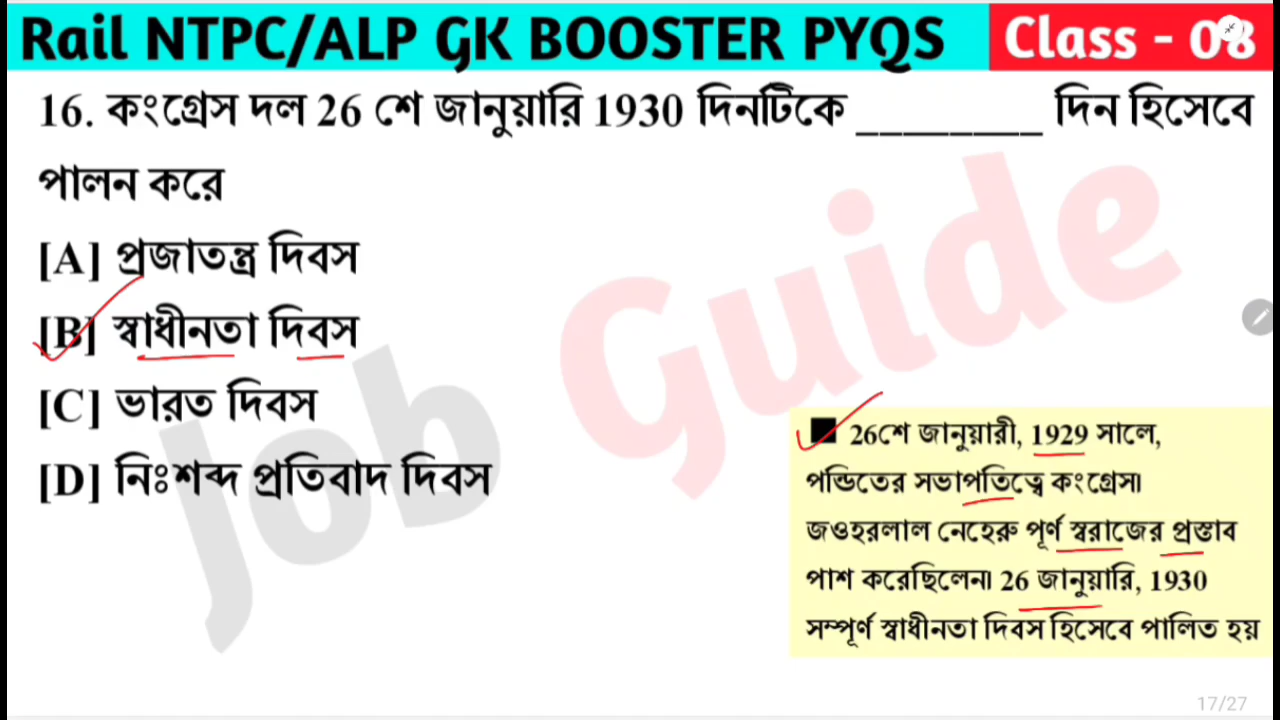 Rail NTPC/ALP GK BOOSTER PYQS Class - 08
16. কংগ্রেস দল 26 শে জানুয়ারি 1930 দিনটিকে ________ দিন হিসেবে
পালন করে
[A] প্রজাতন্ত্র দিবস
[B] স্বাধীনতা দিবস
[C] ভারত দিবস
[D] নিঃশব্দ প্রতিবাদ দিবস
Job Guide
■ 26শে জানুয়ারী, 1929 সালে,
পন্ডিতের সভাপতিত্বে কংগ্রেস৷
জওহরলাল নেহেরু পূর্ণ স্বরাজের প্রস্তাব
পাশ করেছিলেন৷ 26 জানুয়ারি, 1930
সম্পূর্ণ স্বাধীনতা দিবস হিসেবে পালিত হয়
17/27